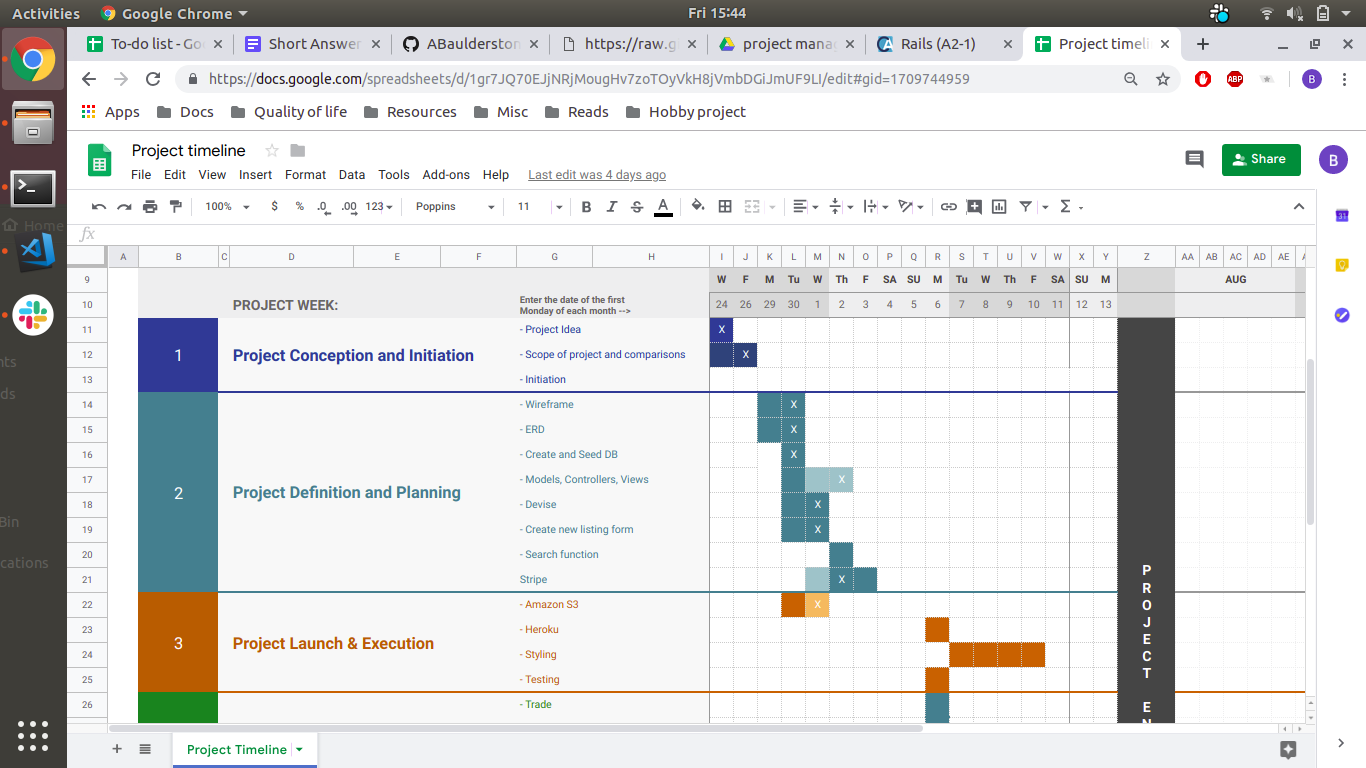 Activities Google Chrome Fri 15:44
To-do list - Go Short Answer ABaulderston https://raw.g project mana Rails (A2-1) Project timeli
https://docs.google.com/spreadsheets/d/1gr7JQ70EJjNRjMougHv7zoTOyVkH8jVmbDGiJmUF9LI/edit#gid=1709744959 ABP B
Apps Docs Quality of life Resources Misc Reads Hobby project
Project timeline
Share B
File Edit View Insert Format Data Tools Add-ons Help Last edit was 4 days ago
100% $ % .0 .00 123 Poppins 11 B I S A
Home
fx
A B C D E F G H I J K L M N O P Q R S T U V W X Y Z AA AB AC AD AE
9 W F M Tu W Th F SA SU M Tu W Th F SA SU M AUG
10 PROJECT WEEK: Enter the date of the first
Monday of each month --> 24 26 29 30 1 2 3 4 5 6 7 8 9 10 11 12 13
11 - Project Idea X
12 1 Project Conception and Initiation - Scope of project and comparisons X
13 - Initiation
14 - Wireframe X
15 - ERD X
16 - Create and Seed DB X
17 - Models, Controllers, Views X
2 Project Definition and Planning
18 - Devise X
19 - Create new listing form X
20 - Search function
21 Stripe X
22 - Amazon S3 X
23 - Heroku
3 Project Launch & Execution
24 - Styling
25 - Testing
26 - Trade
PROJECT EN
nts
ds
Bin
cations
Project Timeline